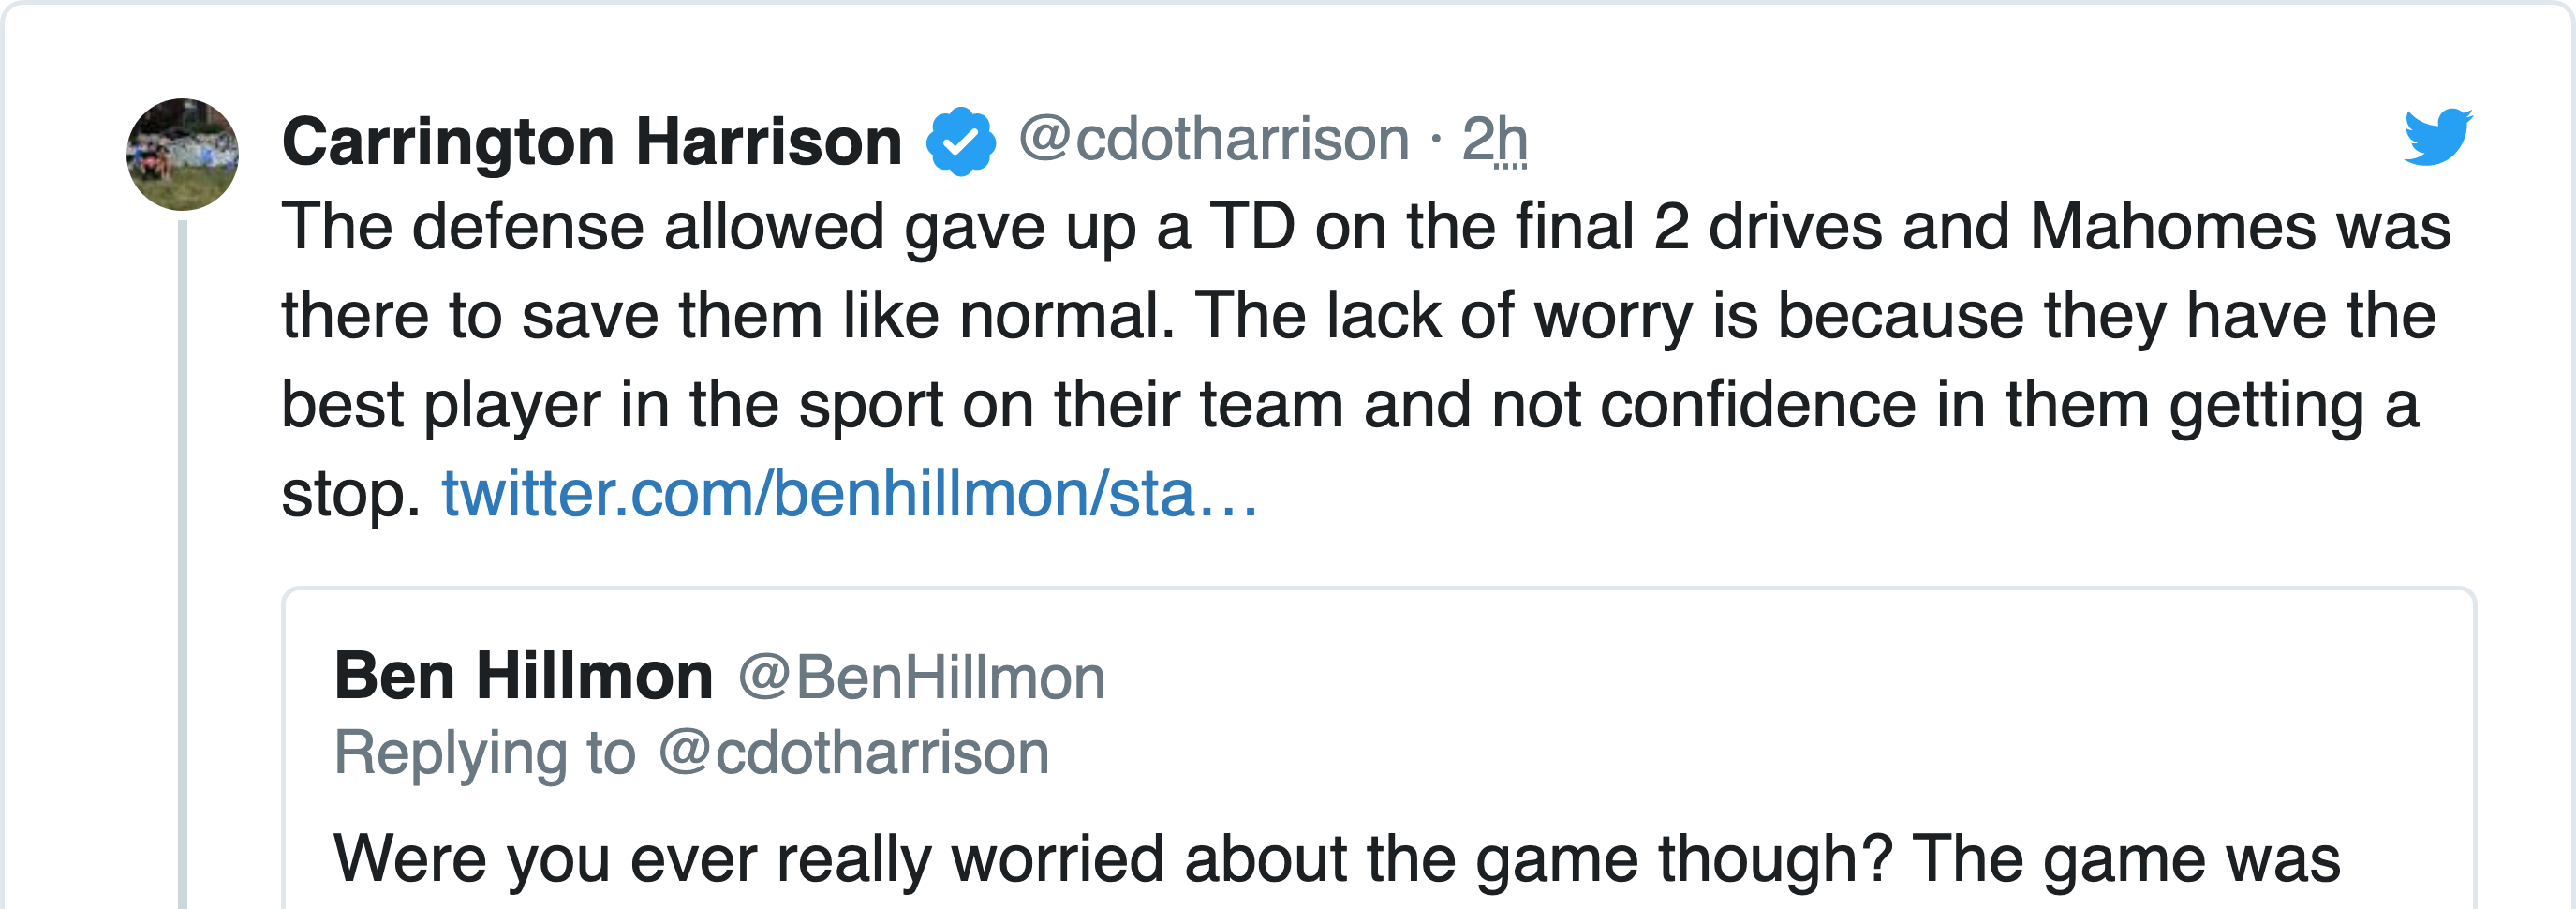 Carrington Harrison @cdotharrison · 2h
The defense allowed gave up a TD on the final 2 drives and Mahomes was
there to save them like normal. The lack of worry is because they have the
best player in the sport on their team and not confidence in them getting a
stop. twitter.com/benhillmon/sta…
Ben Hillmon @BenHillmon
Replying to @cdotharrison
Were you ever really worried about the game though? The game was